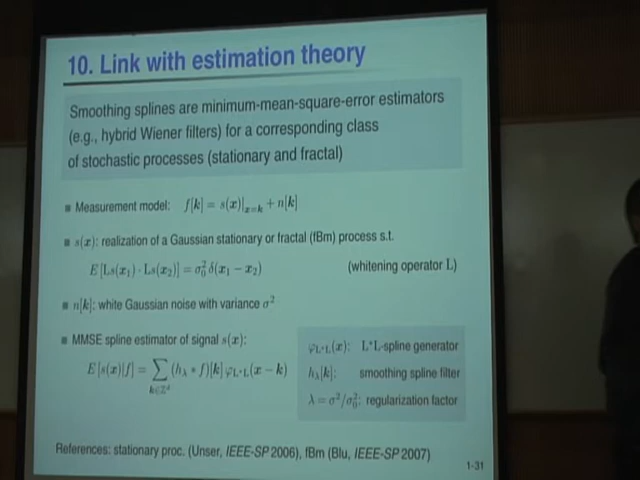 10. Link with estimation theory
Smoothing splines are minimum-mean-square-error estimators
(e.g., hybrid Wiener filters) for a corresponding class
of stochastic processes (stationary and fractal)
■ Measurement model: f[k] = s(x)|ₓ₌ₖ + n[k]
■ s(x): realization of a Gaussian stationary or fractal (fBm) process s.t.
E[Ls(x₁) · Ls(x₂)] = σ₀² δ(x₁ − x₂) (whitening operator L)
■ n[k]: white Gaussian noise with variance σ²
■ MMSE spline estimator of signal s(x):
E[s(x)|f] = ∑_{k∈Z^d} (h_λ ∗ f)[k] φ_{L*L}(x − k)
φ_{L*L}(x): L*L-spline generator
h_λ[k]: smoothing spline filter
λ = σ²/σ₀²: regularization factor
References: stationary proc. (Unser, IEEE-SP 2006), fBm (Blu, IEEE-SP 2007)
1-31